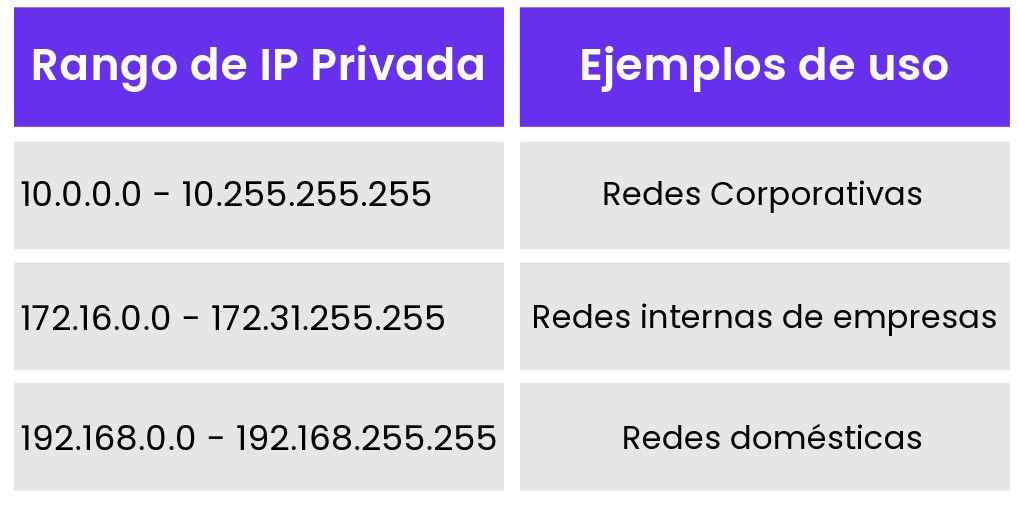 Rango de IP Privada
Ejemplos de uso
10.0.0.0 - 10.255.255.255
Redes Corporativas
172.16.0.0 - 172.31.255.255
Redes internas de empresas
192.168.0.0 - 192.168.255.255
Redes domésticas